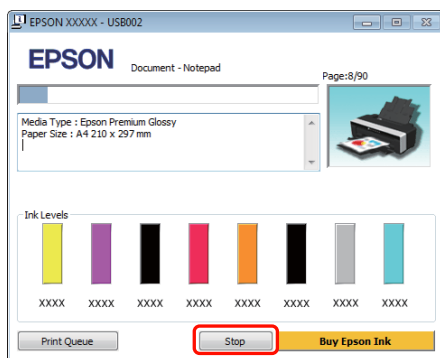 EPSON XXXXX - USB002
EPSON Document - Notepad
Page:8/90
Media Type : Epson Premium Glossy
Paper Size : A4 210 x 297 mm
Ink Levels
XXXX XXXX XXXX XXXX XXXX XXXX XXXX XXXX
Print Queue Stop Buy Epson Ink